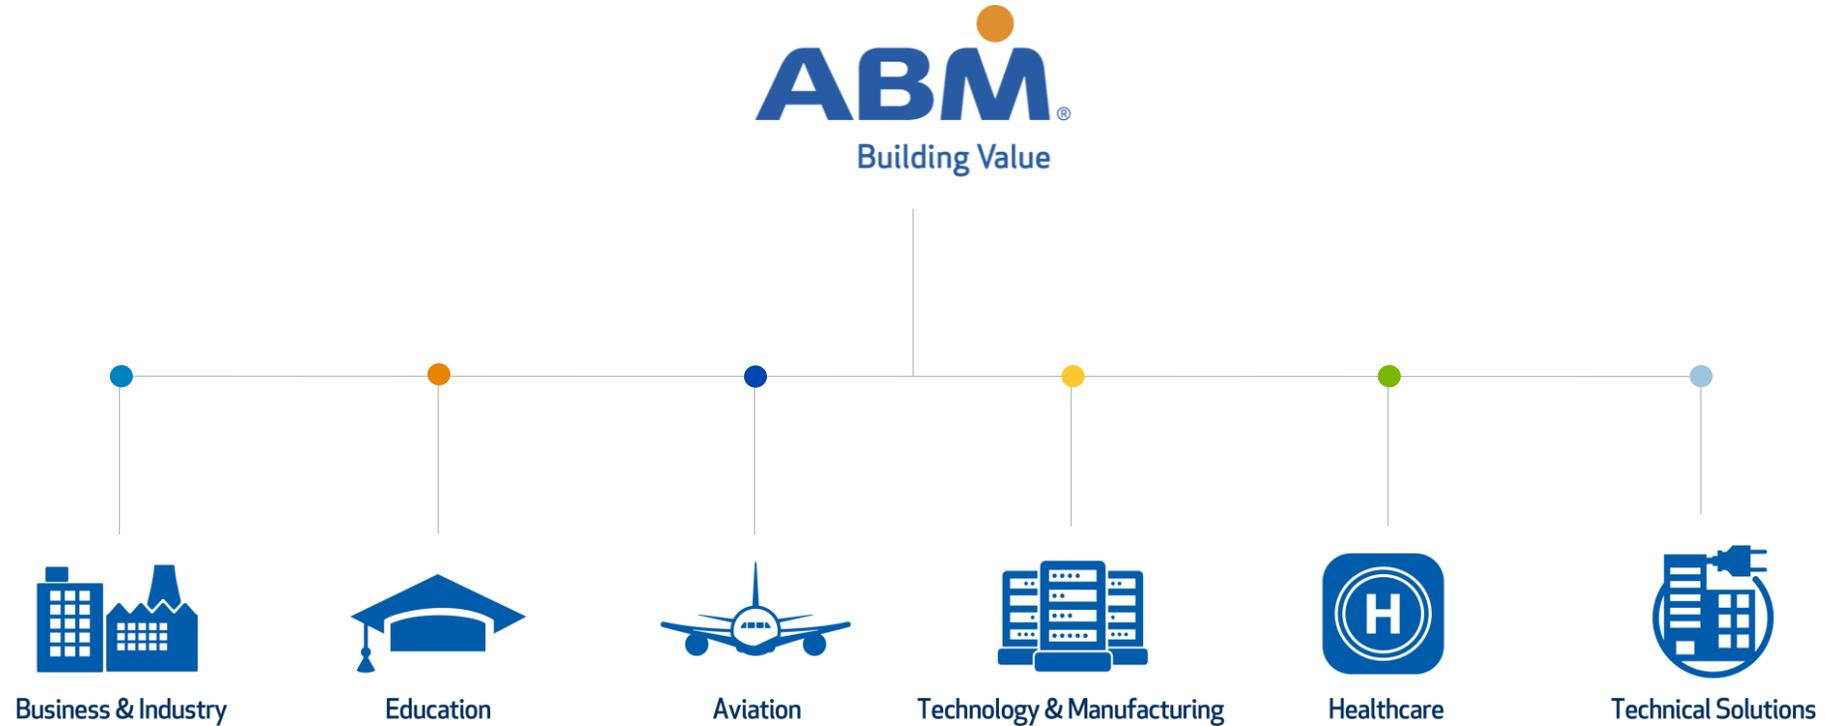 ABM®
Building Value
H
Business & Industry
Education
Aviation
Technology & Manufacturing
Healthcare
Technical Solutions